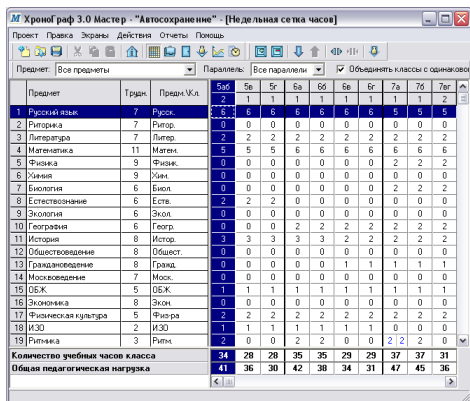 ХроноГраф 3.0 Мастер - "Автосохранение" - [Недельная сетка часов]
Проект Правка Экраны Действия Отчеты Помощь
Предмет: Все предметы Параллель: Все параллели Объединять классы с одинаково
Предмет Трудн. Предм.\Кл. 5аб 5в 5г 6а 6б 6в 6г 7а 7б 7вг
2 1 1 1 1 1 1 1 1 2
1 Русский язык 7 Русск. 6 6 6 6 6 6 6 5 5 5
2 Риторика 7 Ритор. 0 0 0 0 0 0 0 0 0 0
3 Литература 7 Литер. 2 2 2 2 2 2 2 2 2 2
4 Математика 11 Матем. 5 5 5 6 6 6 6 6 6 6
5 Физика 9 Физик. 0 0 0 0 0 0 0 2 2 2
6 Химия 9 Хим. 0 0 0 0 0 0 0 0 0 0
7 Биология 6 Биол. 0 0 0 0 0 0 0 2 2 2
8 Естествознание 6 Еств. 2 2 2 0 0 0 0 0 0 0
9 Экология 6 Экол. 0 0 0 0 0 0 0 0 0 0
10 География 6 Геогр. 0 0 0 2 2 2 2 2 2 2
11 История 8 Истор. 3 3 3 3 3 2 2 2 2 2
12 Обществоведение 8 Общест. 0 0 0 0 0 0 0 0 0 0
13 Граждановедение 8 Гражд. 0 0 0 0 0 1 1 1 1 1
14 Москвоведение 7 Моск. 0 0 0 0 0 0 0 0 0 0
15 ОБЖ 5 ОБЖ 1 1 1 1 1 1 1 1 1 1
16 Экономика 8 Экон. 0 0 0 0 0 0 0 0 0 0
17 Физическая культура 5 Физ-ра 2 2 2 2 2 2 2 2 2 2
18 ИЗО 2 ИЗО 1 1 1 1 1 1 1 0 0 0
19 Ритмика 3 Ритм. 2 0 0 2 2 0 0 2 2 2 0
Количество учебных часов класса 34 28 28 35 35 29 29 37 37 31
Общая педагогическая нагрузка 41 36 30 42 38 34 31 47 45 36